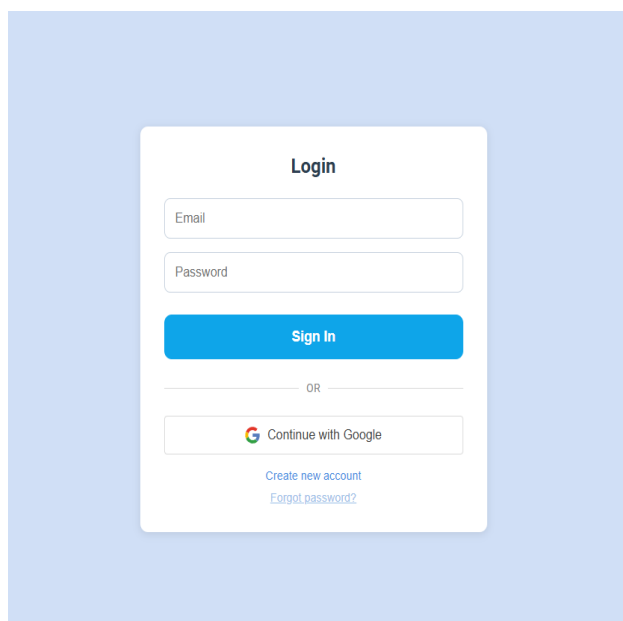 Login
Email
Password
Sign In
OR
Continue with Google
Create new account
Forgot password?